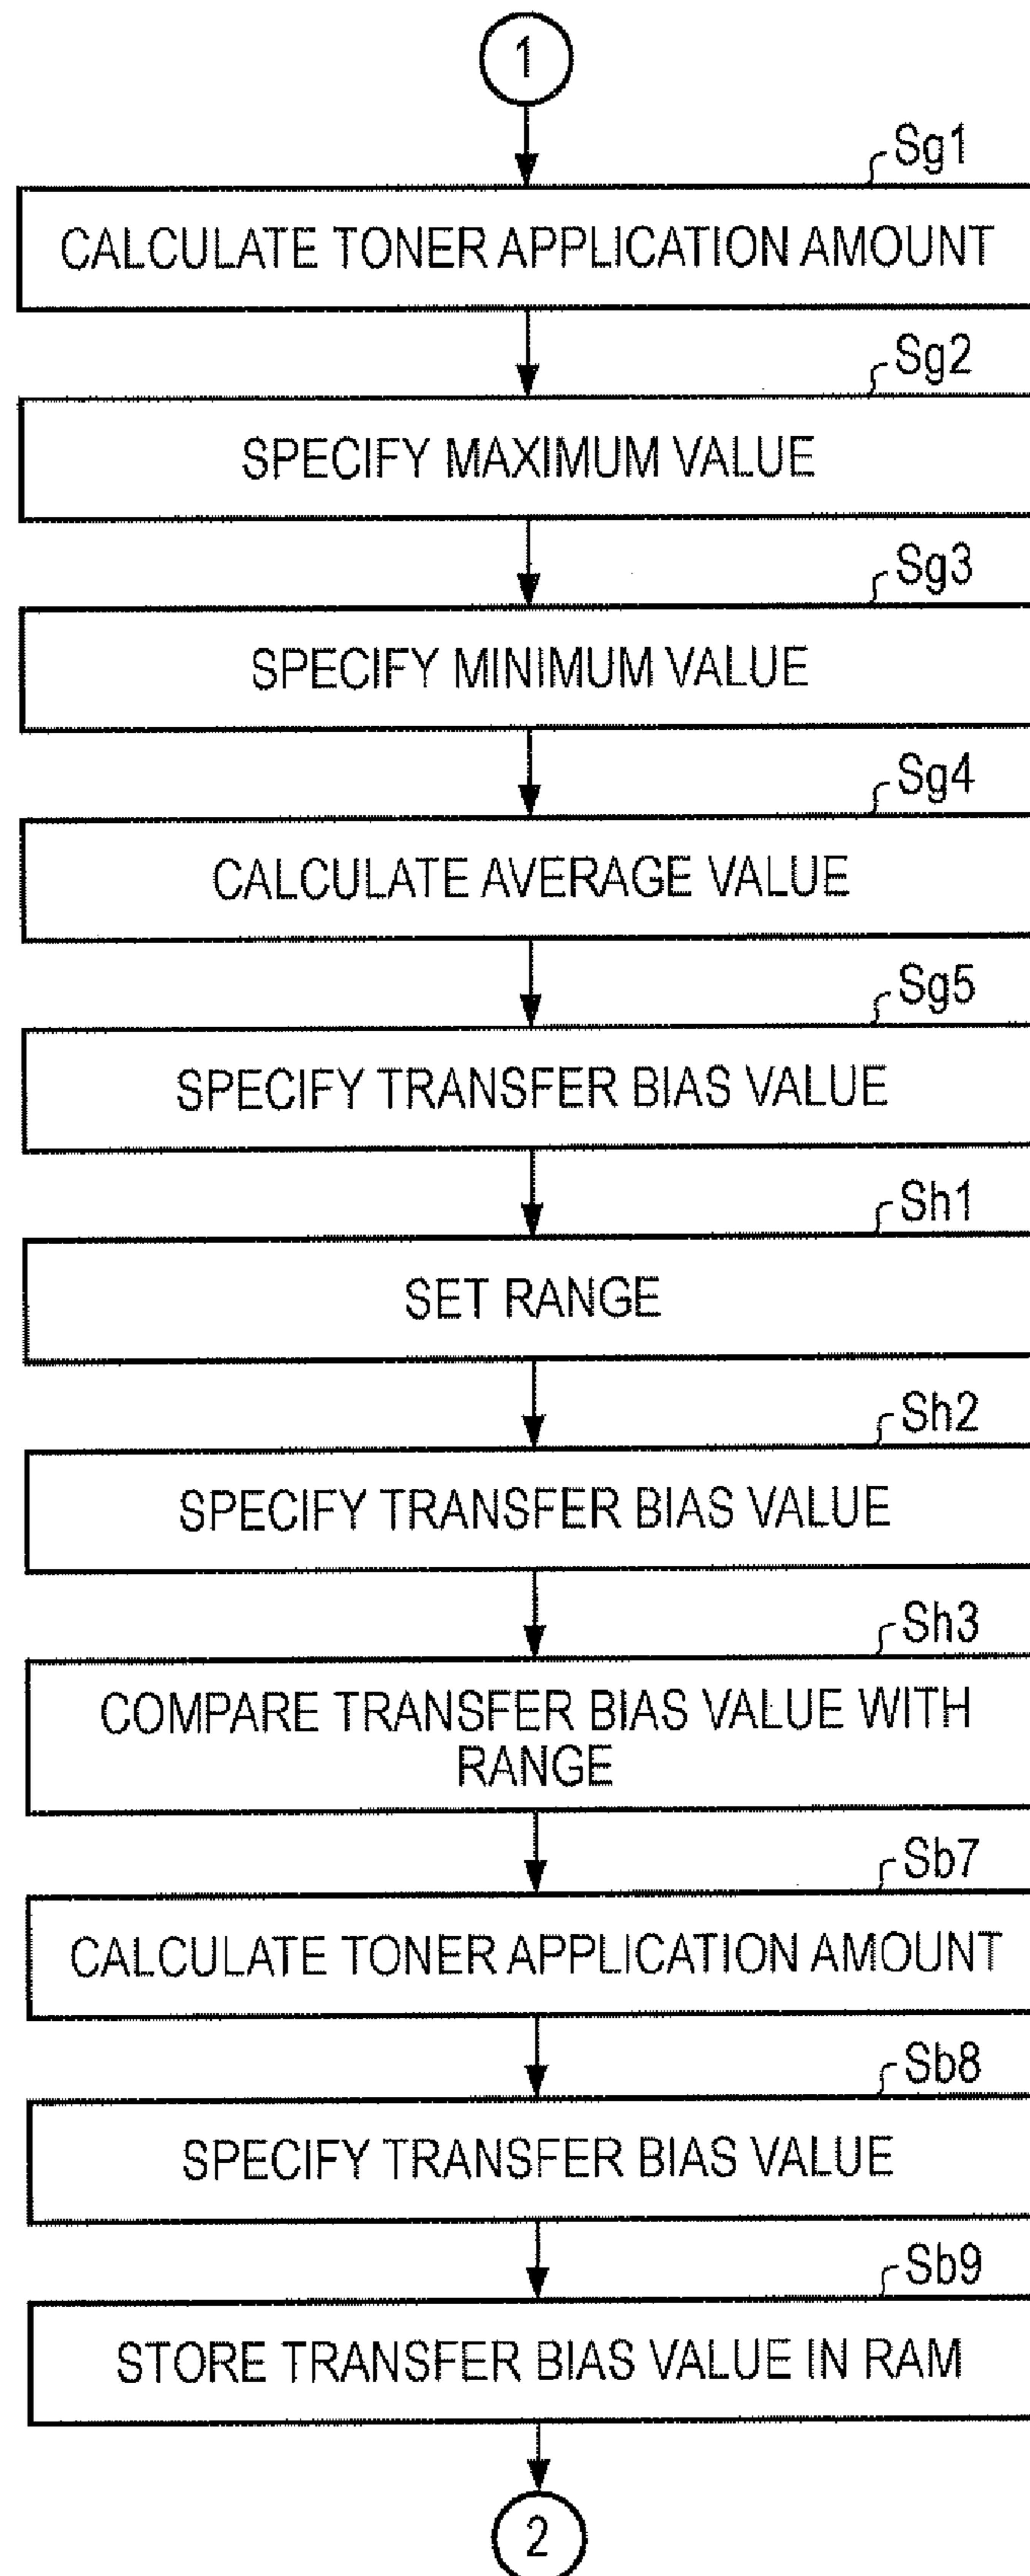 1
Sg1
CALCULATE TONER APPLICATION AMOUNT
Sg2
SPECIFY MAXIMUM VALUE
Sg3
SPECIFY MINIMUM VALUE
Sg4
CALCULATE AVERAGE VALUE
Sg5
SPECIFY TRANSFER BIAS VALUE
Sh1
SET RANGE
Sh2
SPECIFY TRANSFER BIAS VALUE
Sh3
COMPARE TRANSFER BIAS VALUE WITH
RANGE
Sb7
CALCULATE TONER APPLICATION AMOUNT
Sb8
SPECIFY TRANSFER BIAS VALUE
Sb9
STORE TRANSFER BIAS VALUE IN RAM
2